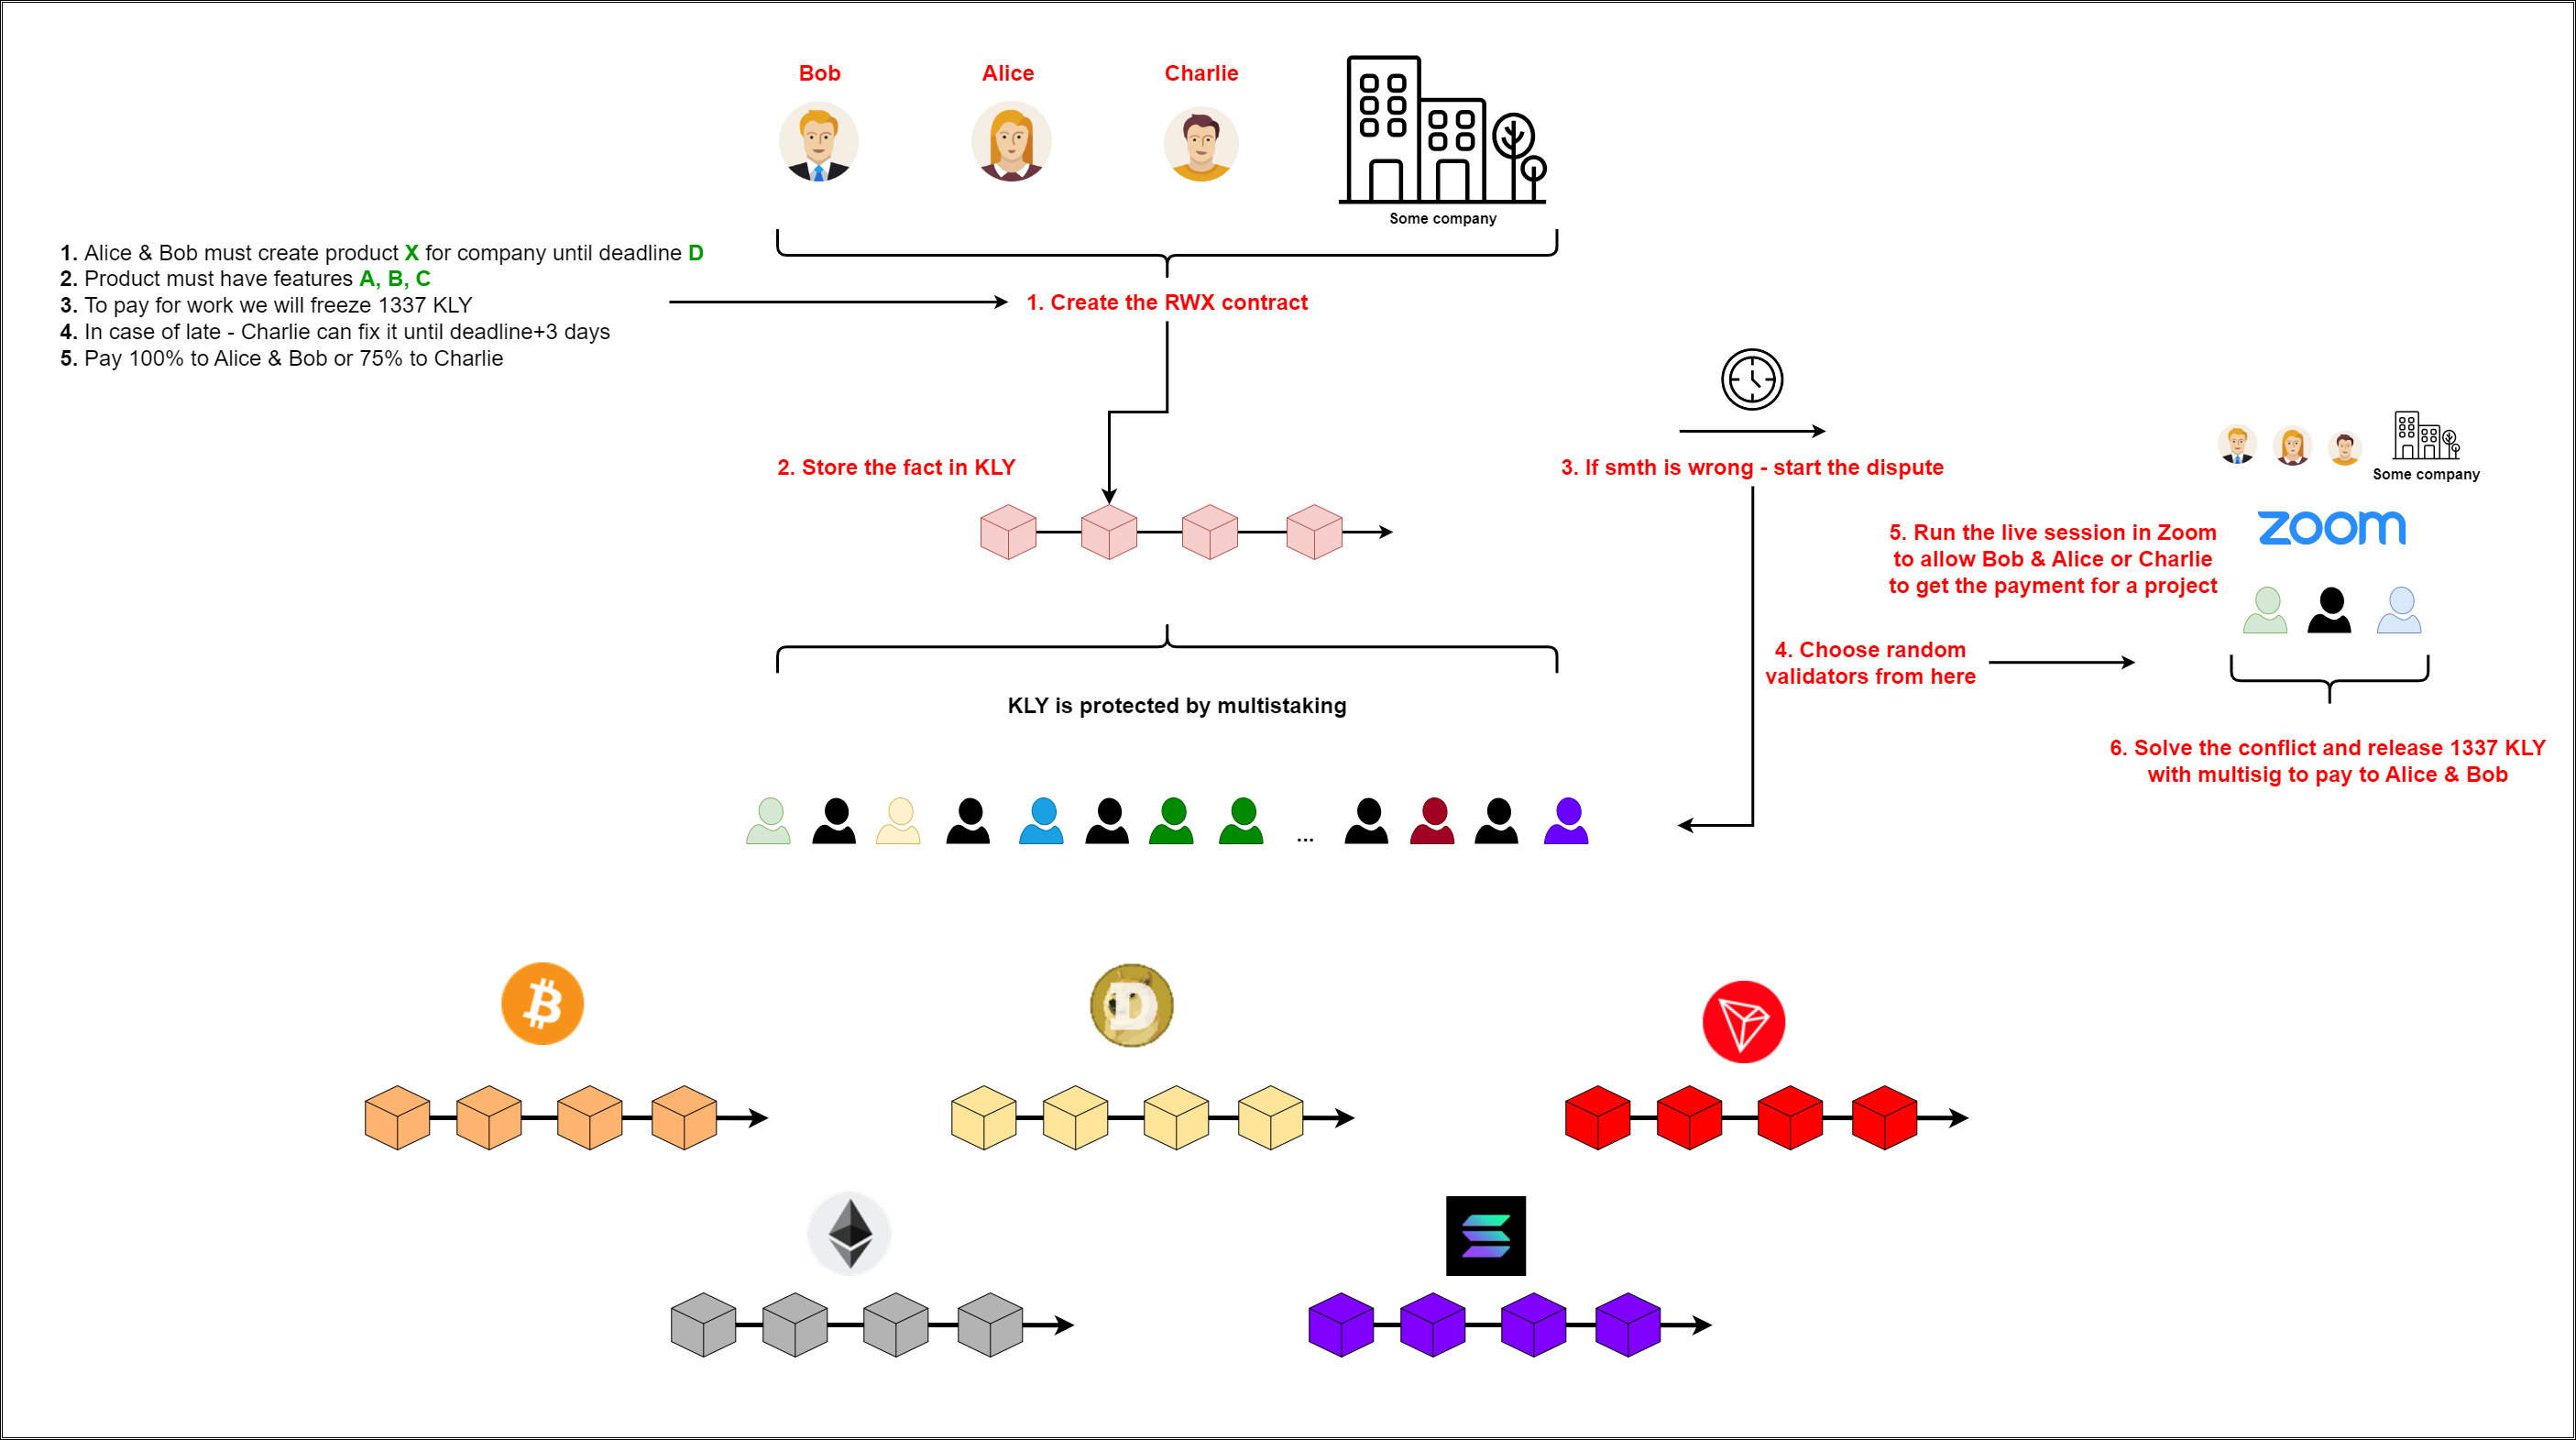 Bob
Alice
Charlie
Some company
1. Alice & Bob must create product X for company until deadline D
2. Product must have features A, B, C
3. To pay for work we will freeze 1337 KLY
4. In case of late - Charlie can fix it until deadline+3 days
5. Pay 100% to Alice & Bob or 75% to Charlie
1. Create the RWX contract
2. Store the fact in KLY
3. If smth is wrong - start the dispute
Some company
zoom
5. Run the live session in Zoom
to allow Bob & Alice or Charlie
to get the payment for a project
4. Choose random
validators from here
KLY is protected by multistaking
6. Solve the conflict and release 1337 KLY
with multisig to pay to Alice & Bob
...